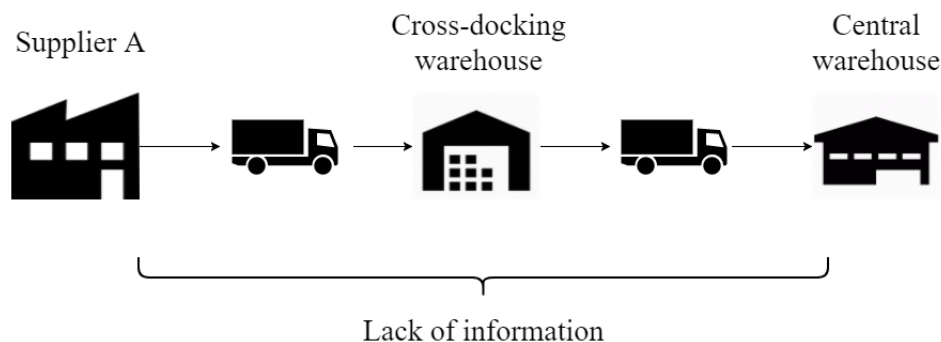 Supplier A
Cross-docking
warehouse
Central
warehouse
Lack of information